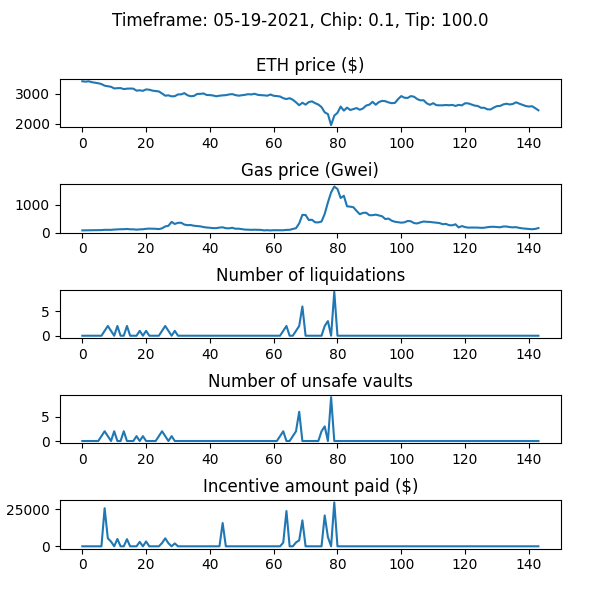 Timeframe: 05-19-2021, Chip: 0.1, Tip: 100.0
ETH price ($)
3000
2000
0 20 40 60 80 100 120 140
Gas price (Gwei)
1000
0
0 20 40 60 80 100 120 140
Number of liquidations
5
0
0 20 40 60 80 100 120 140
Number of unsafe vaults
5
0
0 20 40 60 80 100 120 140
Incentive amount paid ($)
25000
0
0 20 40 60 80 100 120 140